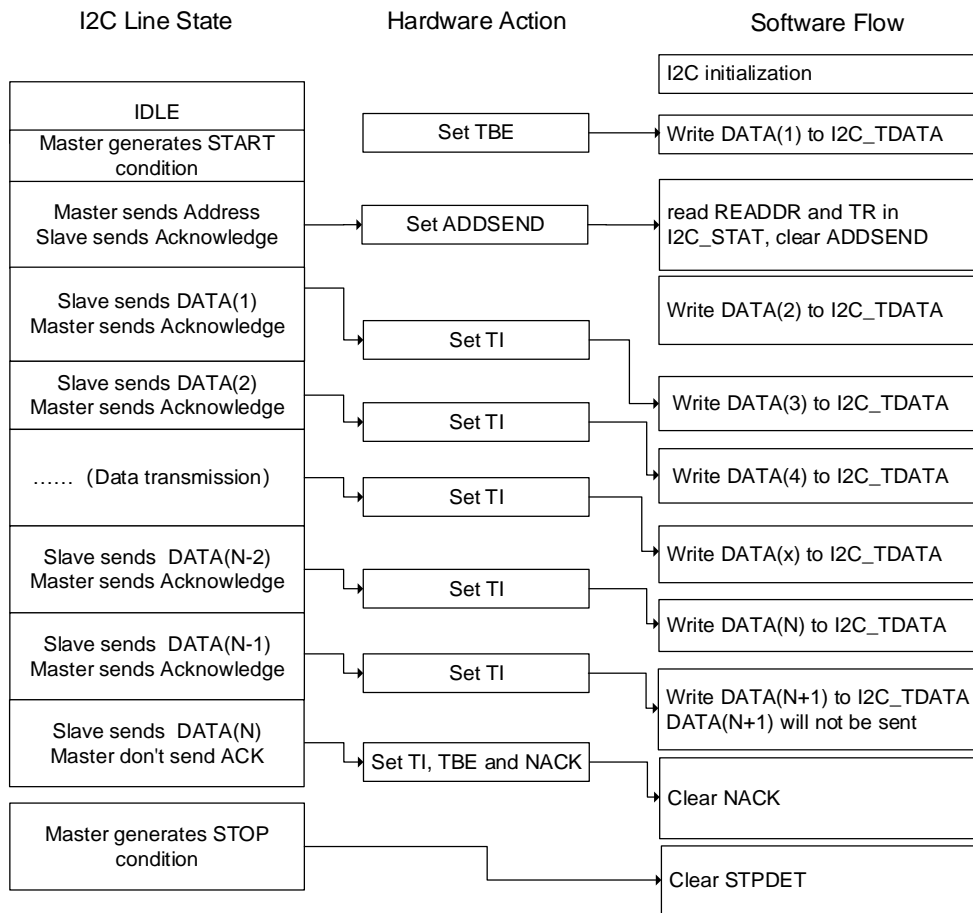 I2C Line State
Hardware Action
Software Flow
I2C initialization
IDLE
Set TBE
Write DATA(1) to I2C_TDATA
Master generates START
condition
Master sends Address
Slave sends Acknowledge
Set ADDSEND
read READDR and TR in
I2C_STAT, clear ADDSEND
Slave sends DATA(1)
Master sends Acknowledge
Write DATA(2) to I2C_TDATA
Set TI
Slave sends DATA(2)
Master sends Acknowledge
Write DATA(3) to I2C_TDATA
Set TI
…… (Data transmission)
Write DATA(4) to I2C_TDATA
Set TI
Write DATA(x) to I2C_TDATA
Slave sends DATA(N-2)
Master sends Acknowledge
Set TI
Write DATA(N) to I2C_TDATA
Slave sends DATA(N-1)
Master sends Acknowledge
Set TI
Write DATA(N+1) to I2C_TDATA
DATA(N+1) will not be sent
Slave sends DATA(N)
Master don't send ACK
Set TI, TBE and NACK
Clear NACK
Master generates STOP
condition
Clear STPDET